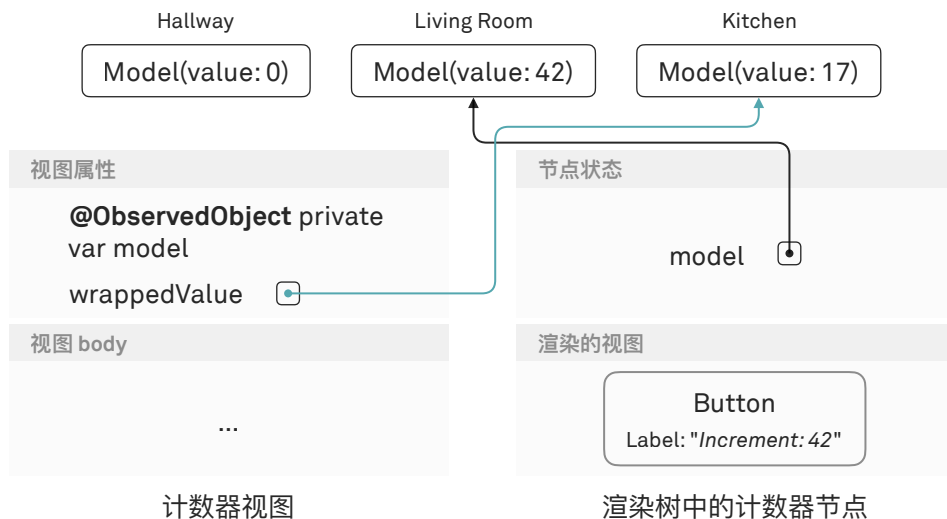 Hallway
Living Room
Kitchen
Model(value: 0)
Model(value: 42)
Model(value: 17)
视图属性
@ObservedObject private
var model
wrappedValue
节点状态
model
视图 body
...
渲染的视图
Button
Label: "Increment: 42"
计数器视图
渲染树中的计数器节点